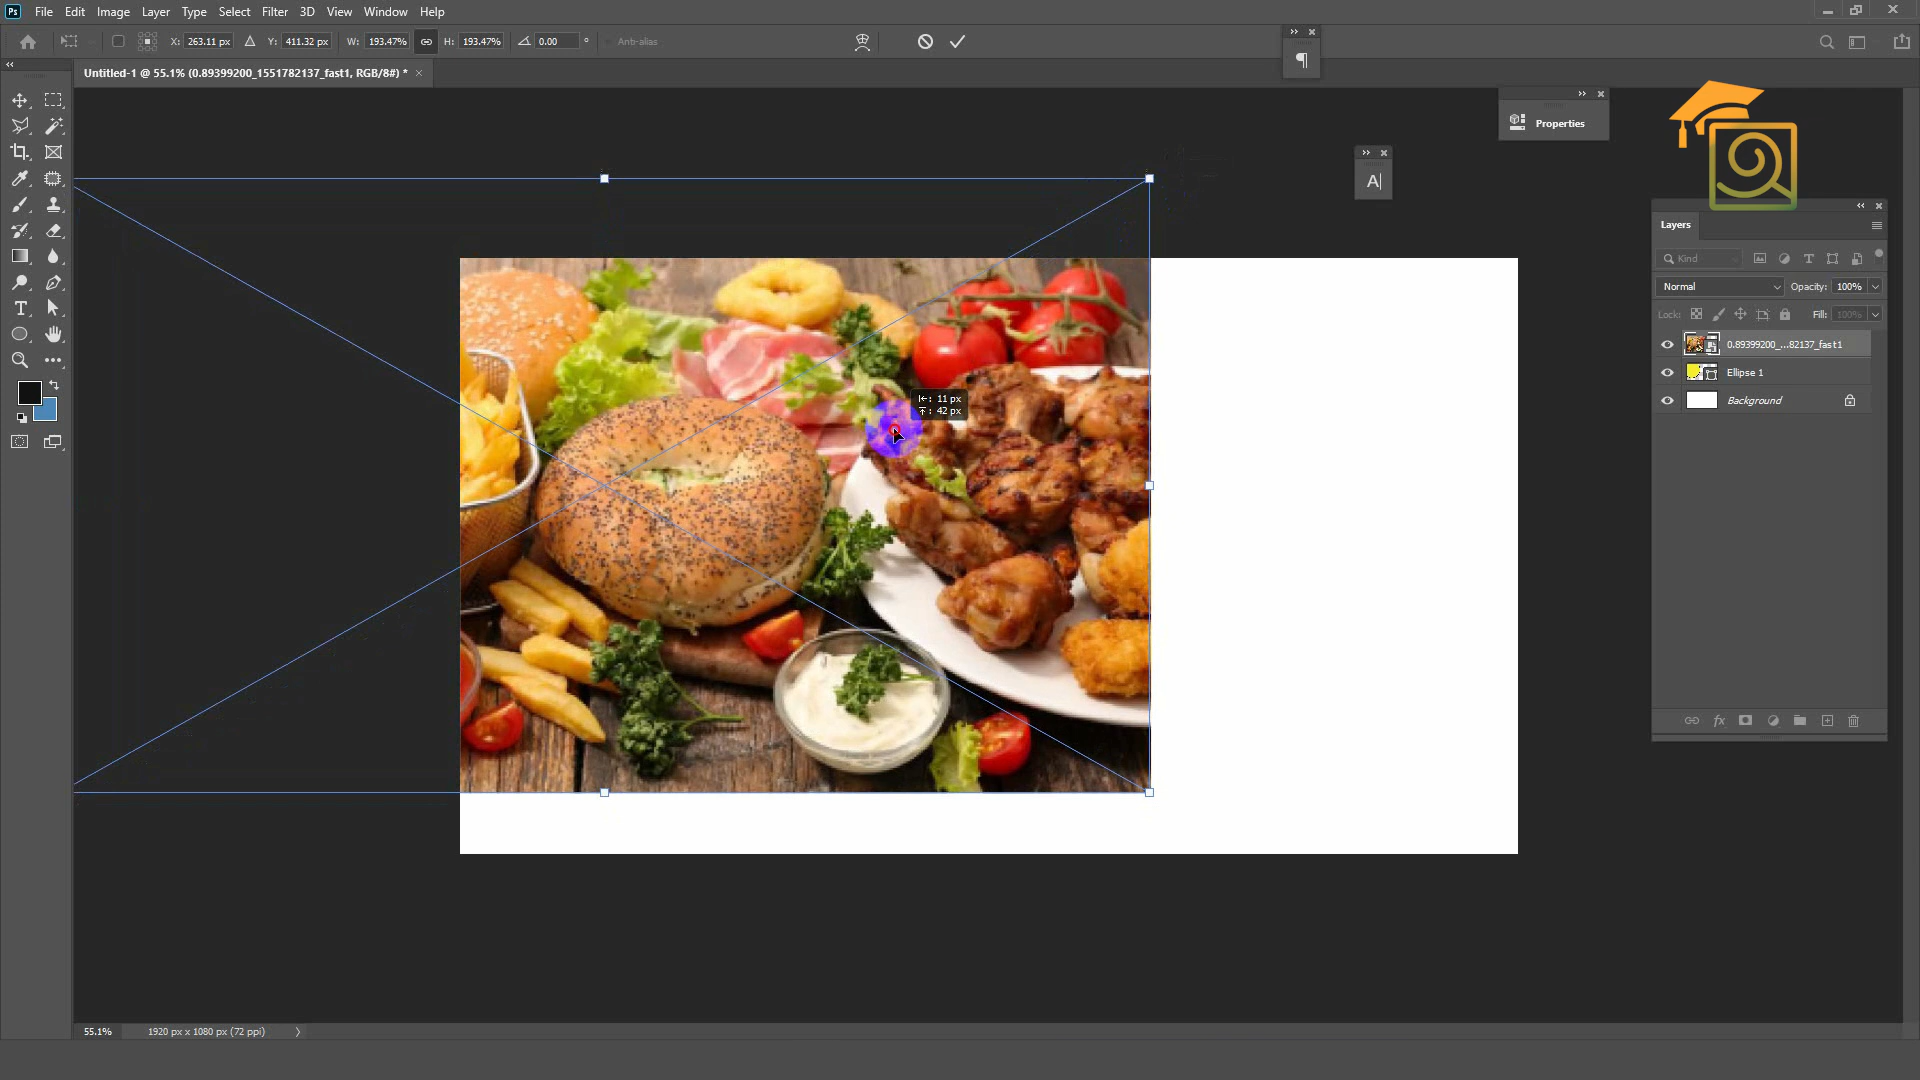 Ps File Edit Image Layer Type Select Filter 3D View Window Help
X: 263.11 px Y: 411.32 px W: 193.47% H: 193.47% 0.00 ° Anti-alias
Untitled-1 @ 55.1% (0.89399200_1551782137_fast1, RGB/8#) * ×
Properties
A|
Layers
Kind
Normal Opacity: 100%
Lock: Fill: 100%
0.89399200_...82137_fast1
Ellipse 1
Background
fx
: 11 px
: 42 px
55.1% 1920 px x 1080 px (72 ppi)